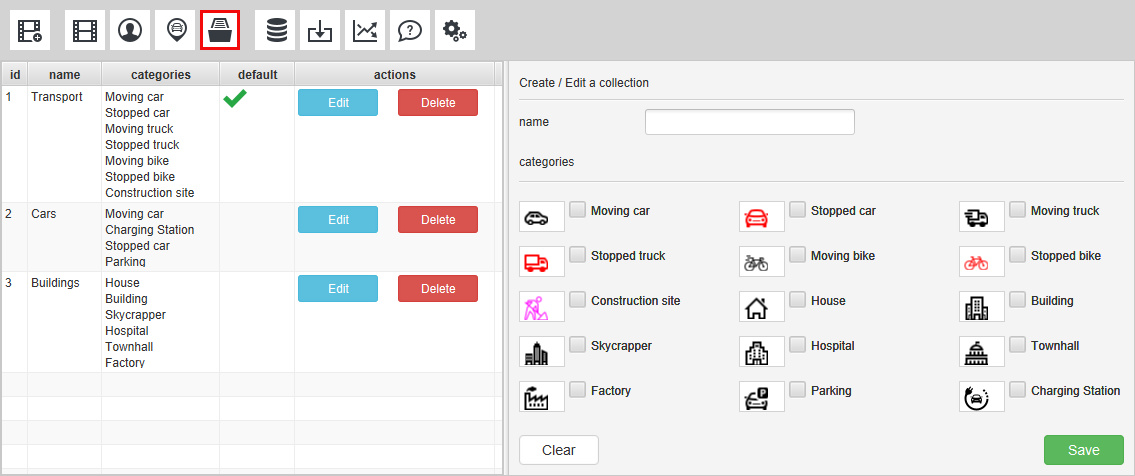 id name categories default actions
1 Transport Moving car Edit Delete
Stopped car
Moving truck
Stopped truck
Moving bike
Stopped bike
Construction site
2 Cars Moving car Edit Delete
Charging Station
Stopped car
Parking
3 Buildings House Edit Delete
Building
Skycrapper
Hospital
Townhall
Factory
Create / Edit a collection
name
categories
Moving car Stopped car Moving truck
Stopped truck Moving bike Stopped bike
Construction site House Building
Skycrapper Hospital Townhall
Factory P Parking Charging Station
Clear Save